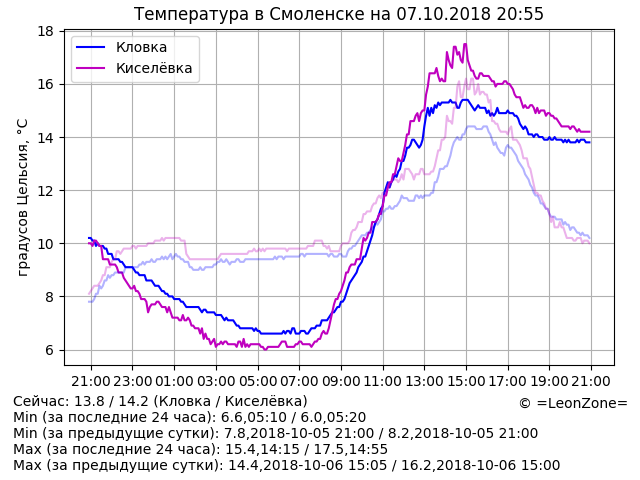 Температура в Смоленске на 07.10.2018 20:55
18
16
14
12
10
8
6
градусов Цельсия, °C
Кловка
Киселёвка
21:00 23:00 01:00 03:00 05:00 07:00 09:00 11:00 13:00 15:00 17:00 19:00 21:00
Сейчас: 13.8 / 14.2 (Кловка / Киселёвка)
© =LeonZone=
Min (за последние 24 часа): 6.6,05:10 / 6.0,05:20
Min (за предыдущие сутки): 7.8,2018-10-05 21:00 / 8.2,2018-10-05 21:00
Max (за последние 24 часа): 15.4,14:15 / 17.5,14:55
Max (за предыдущие сутки): 14.4,2018-10-06 15:05 / 16.2,2018-10-06 15:00